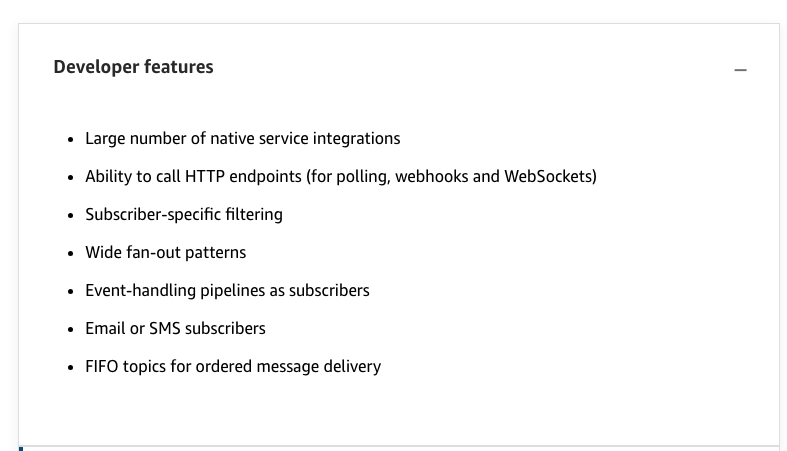 Developer features
Large number of native service integrations
Ability to call HTTP endpoints (for polling, webhooks and WebSockets)
Subscriber-specific filtering
Wide fan-out patterns
Event-handling pipelines as subscribers
Email or SMS subscribers
FIFO topics for ordered message delivery